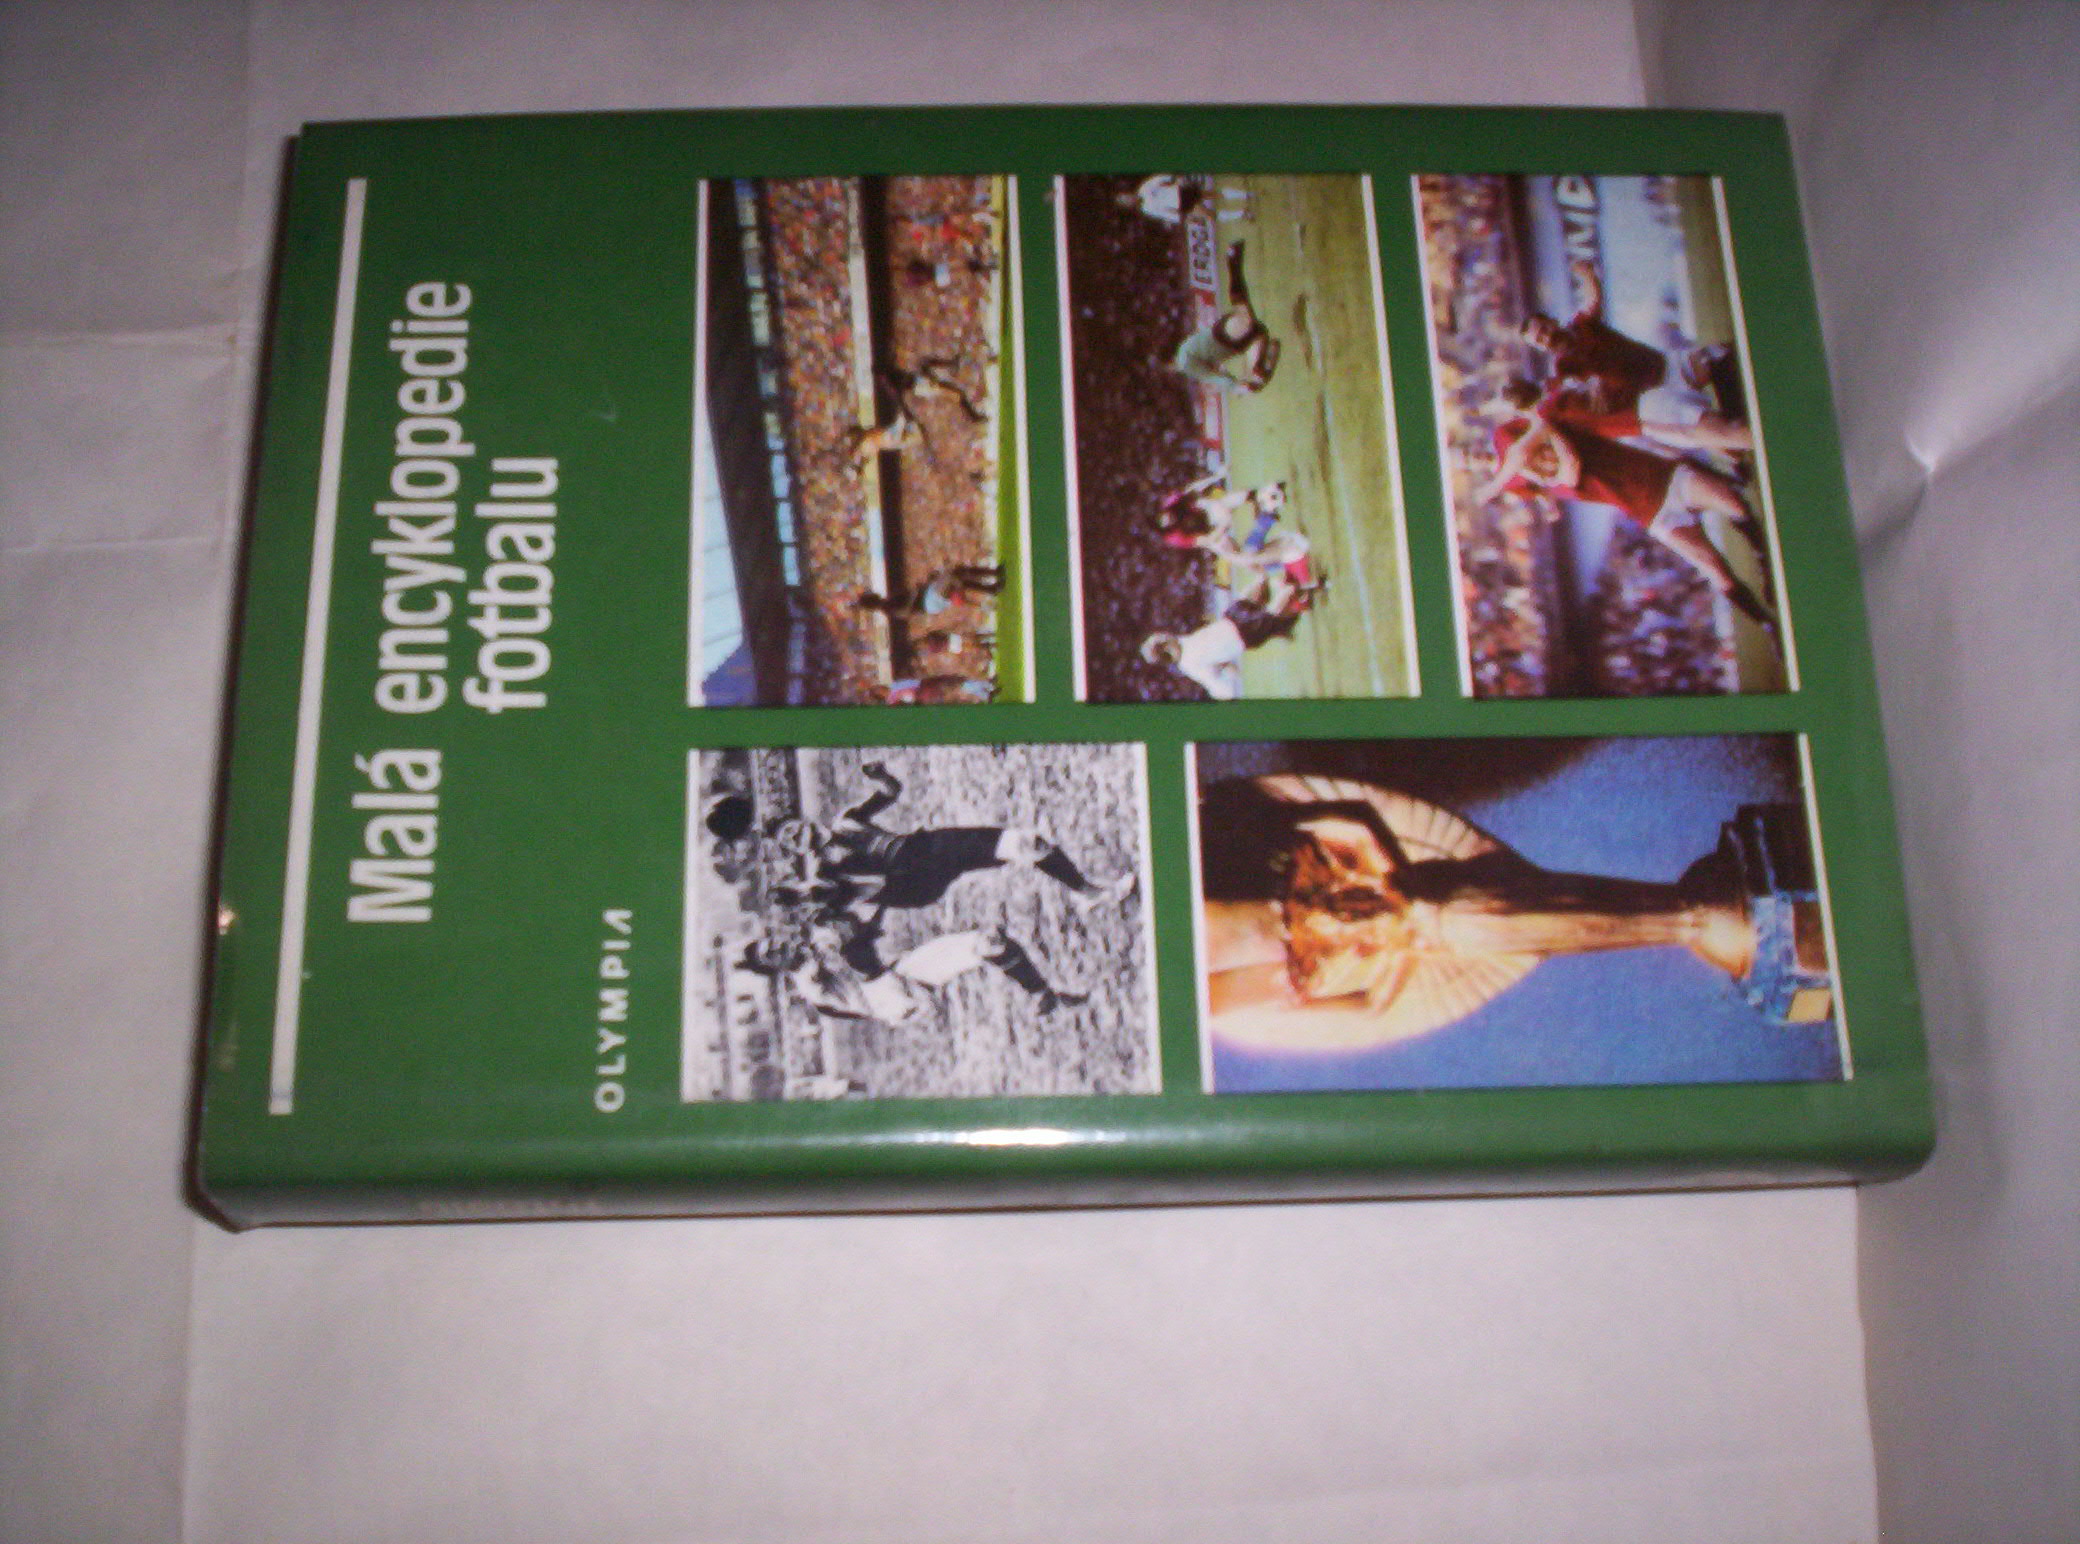 Malá encyklopedie
fotbalu
OLYMPIA